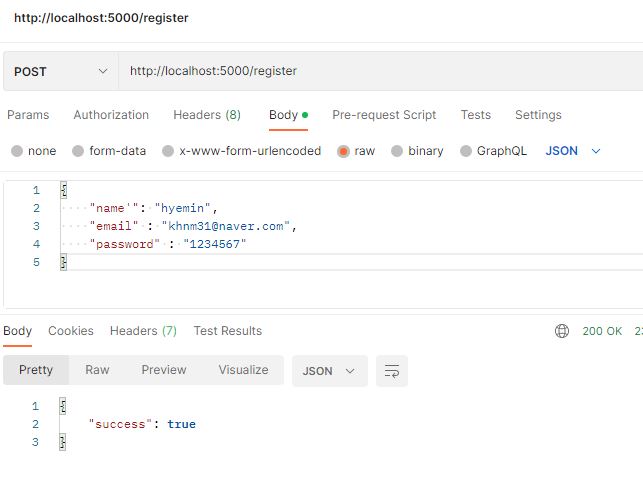 http://localhost:5000/register
POST http://localhost:5000/register
Params Authorization Headers (8) Body Pre-request Script Tests Settings
none form-data x-www-form-urlencoded raw binary GraphQL JSON
1 {
2 "name'": "hyemin",
3 "email" : "khnm31@naver.com",
4 "password" : "1234567"
5 }
Body Cookies Headers (7) Test Results 200 OK
Pretty Raw Preview Visualize JSON
1 {
2 "success": true
3 }